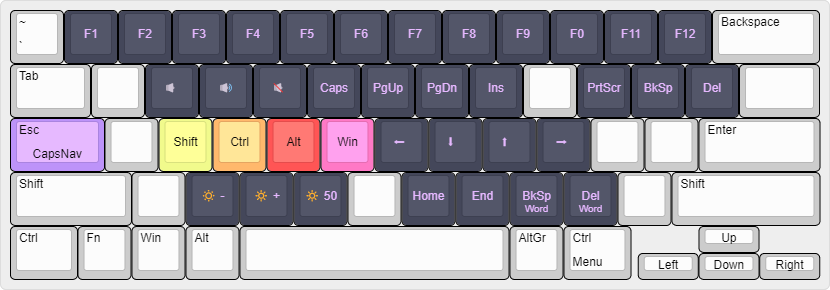 ~
` F1 F2 F3 F4 F5 F6 F7 F8 F9 F0 F11 F12 Backspace
Tab Caps PgUp PgDn Ins PrtScr BkSp Del
Esc
CapsNav Shift Ctrl Alt Win ← ↓ ↑ → Enter
Shift - + 50 Home End BkSp Del Shift
Word Word
Ctrl Fn Win Alt AltGr Ctrl Up
Menu Left Down Right